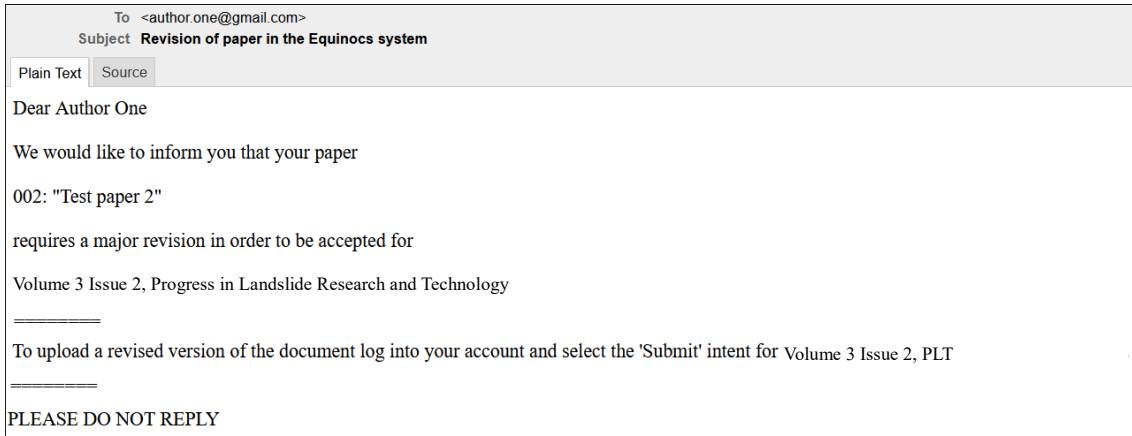 To <author.one@gmail.com>
Subject Revision of paper in the Equinocs system
Plain Text Source
Dear Author One
We would like to inform you that your paper
002: "Test paper 2"
requires a major revision in order to be accepted for
Volume 3 Issue 2, Progress in Landslide Research and Technology
========
To upload a revised version of the document log into your account and select the 'Submit' intent for Volume 3 Issue 2, PLT
========
PLEASE DO NOT REPLY